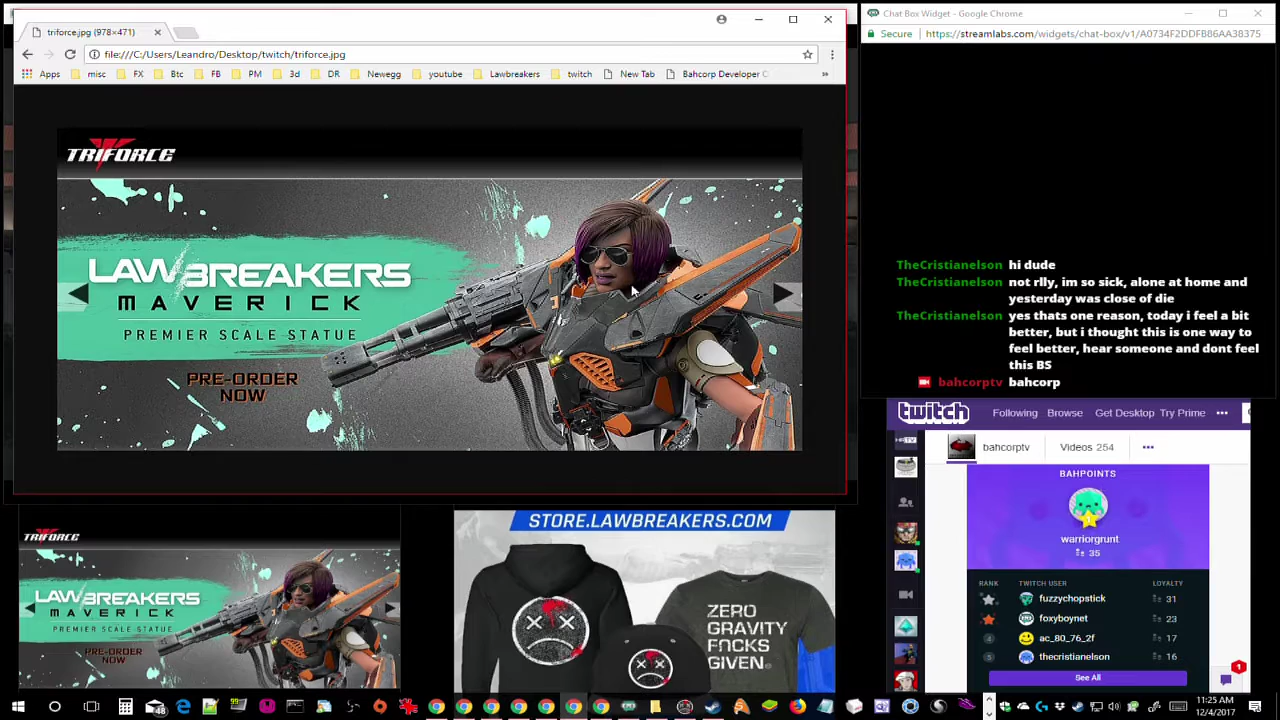 triforce.jpg (978×471)
file:///C:/Users/Leandro/Desktop/twitch/triforce.jpg
Apps misc FX Btc FB PM 3d DR Newegg youtube Lawbreakers twitch New Tab Bahcorp Developer C
TRIFORCE
LAWBREAKERS
MAVERICK
PREMIER SCALE STATUE
PRE-ORDER
NOW
Chat Box Widget - Google Chrome
Secure https://streamlabs.com/widgets/chat-box/v1/A0734F2DDFB86AA38375
TheCristianelson hi dude
TheCristianelson not rlly, im so sick, alone at home and
yesterday was close of die
TheCristianelson yes thats one reason, today i feel a bit
better, but i thought this is one way to
feel better, hear someone and dont feel
this BS
bahcorptv bahcorp
twitch Following Browse Get Desktop Try Prime
bahcorptv Videos 254
BAHPOINTS
1
warriorgrunt
35
RANK TWITCH USER LOYALTY
fuzzychopstick 31
foxyboynet 23
4 ac_80_76_2f 17
5 thecristianelson 16
See All
1
TRIFORCE
LAWBREAKERS
MAVERICK
PREMIER SCALE STATUE
PRE-ORDER
NOW
STORE.LAWBREAKERS.COM
ZERO
GRAVITY
FNCKS
GIVEN
48
99
11:25 AM
12/4/2017